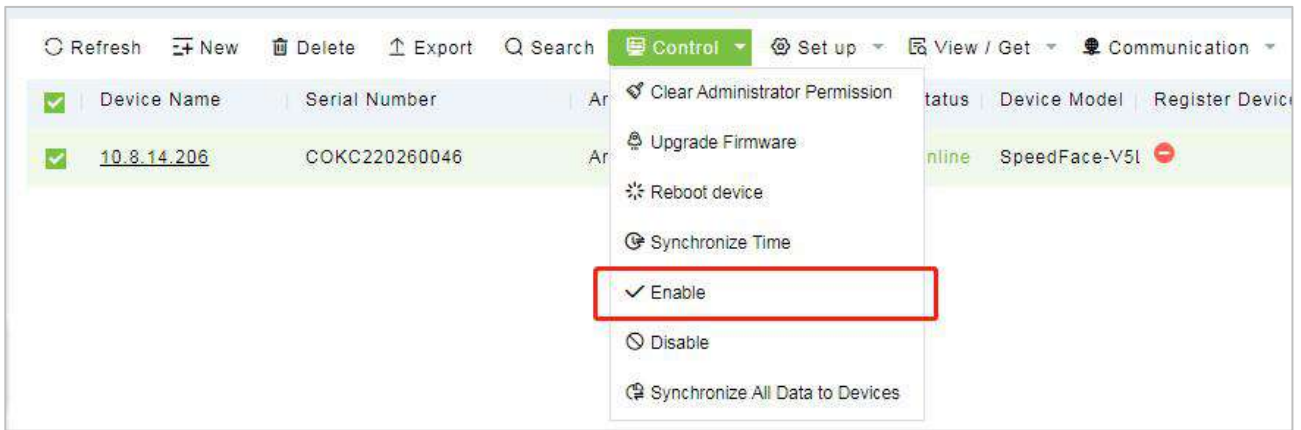 Refresh New Delete Export Search Control Set up View / Get Communication
Device Name Serial Number Ar tatus Device Model Register Devic
10.8.14.206 COKC220260046 Ar nline SpeedFace-V5L
Clear Administrator Permission
Upgrade Firmware
Reboot device
Synchronize Time
Enable
Disable
Synchronize All Data to Devices